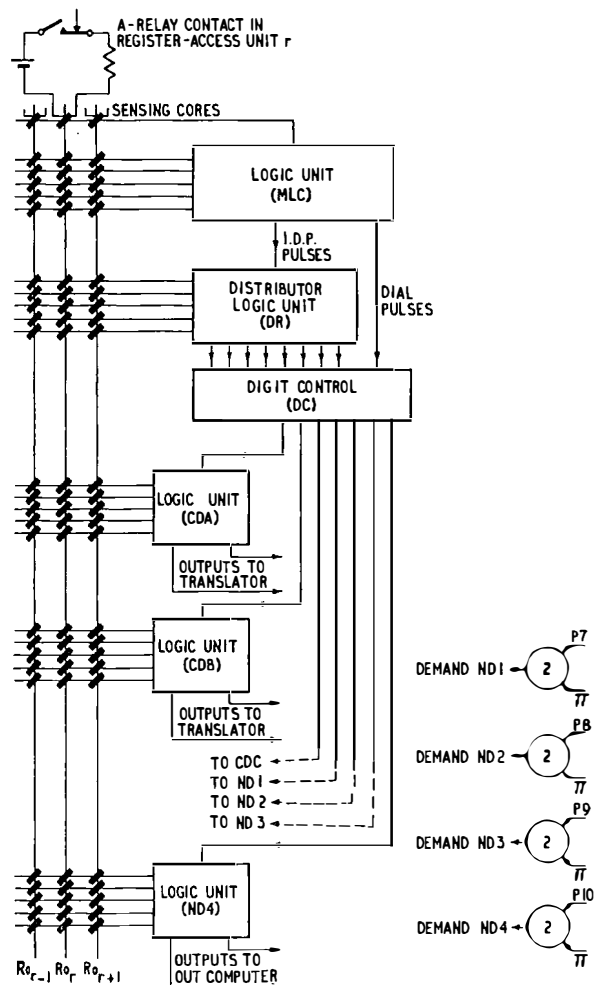 A-RELAY CONTACT IN
REGISTER-ACCESS UNIT r
SENSING CORES
LOGIC UNIT
(MLC)
I.D.P.
PULSES
DISTRIBUTOR
LOGIC UNIT
(DR)
DIAL
PULSES
DIGIT CONTROL
(DC)
LOGIC UNIT
(CDA)
OUTPUTS TO
TRANSLATOR
LOGIC UNIT
(CDB)
OUTPUTS TO
TRANSLATOR
TO CDC
TO ND1
TO ND2
TO ND3
LOGIC UNIT
(ND4)
OUTPUTS TO
OUT COMPUTER
Ro r-1 Ro r Ro r+1
P7
DEMAND ND1 2
π
P8
DEMAND ND2 2
π
P9
DEMAND ND3 2
π
P10
DEMAND ND4 2
π